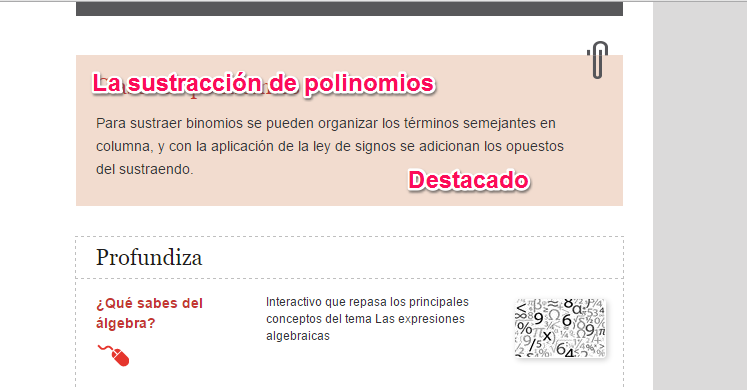 La sustracción de polinomios
Para sustraer binomios se pueden organizar los términos semejantes en
columna, y con la aplicación de la ley de signos se adicionan los opuestos
del sustraendo.
Destacado
Profundiza
¿Qué sabes del
álgebra?
Interactivo que repasa los principales
conceptos del tema Las expresiones
algebraicas